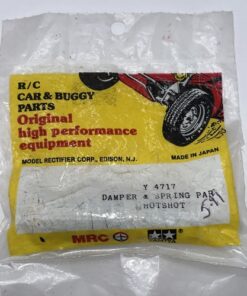 R/C
CAR & BUGGY
PARTS
Original
high performance
equipment
MODEL RECTIFIER CORP., EDISON, N.J.
MADE IN JAPAN
Y 4717
DAMPER & SPRING PAR
HOTSHOT
MRC